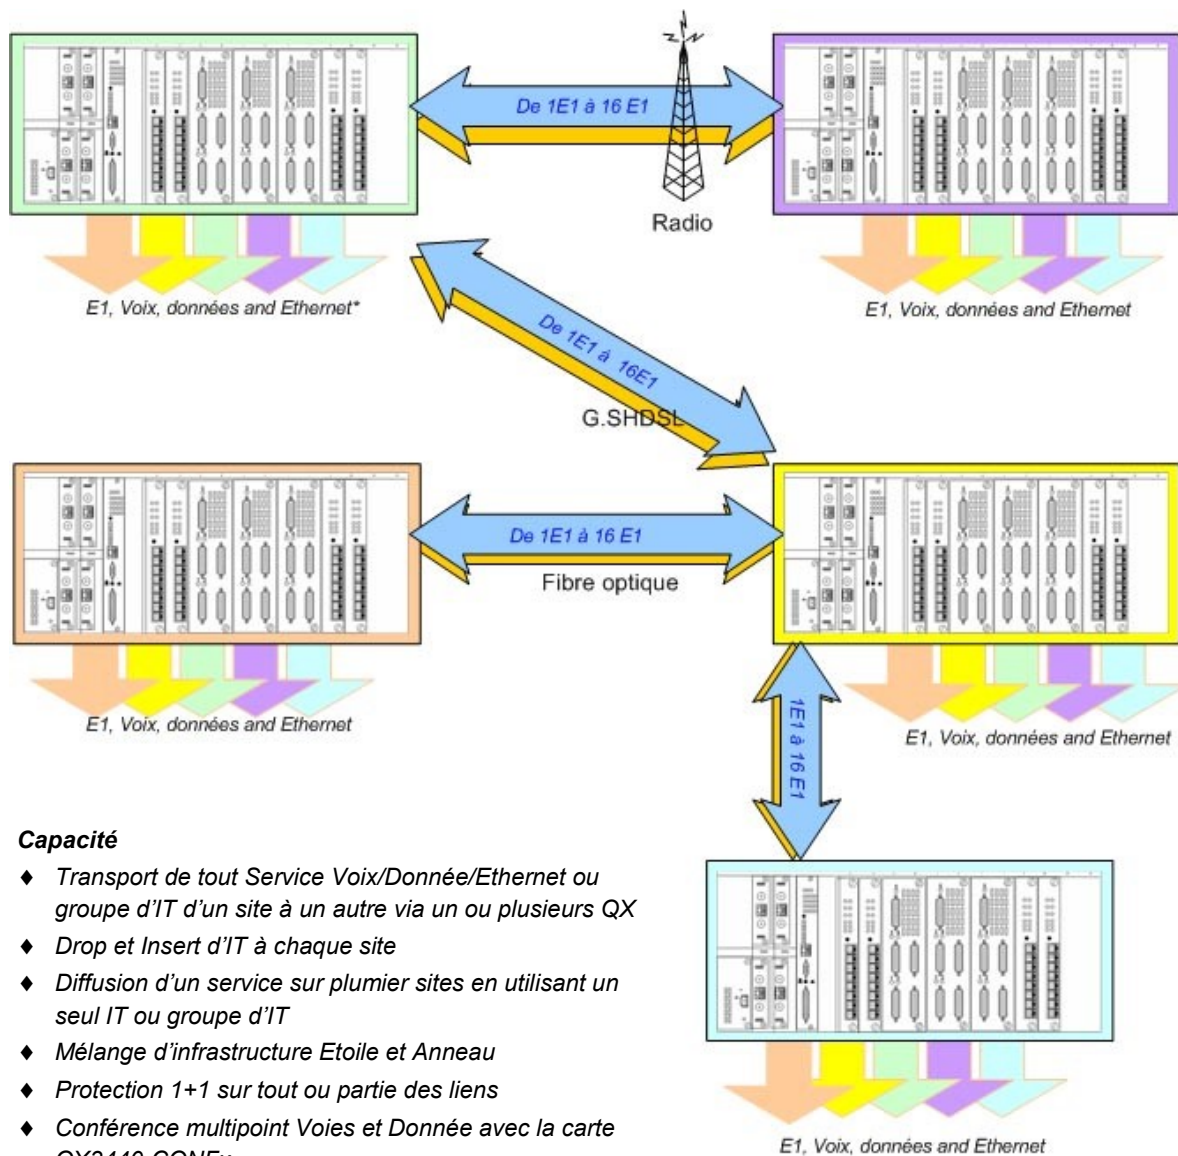 De 1E1 à 16 E1
Radio
E1, Voix, données and Ethernet*
E1, Voix, données and Ethernet
De 1E1 à 16E1
G.SHDSL
De 1E1 à 16 E1
Fibre optique
E1, Voix, données and Ethernet
E1, Voix, données and Ethernet
1E1 à 16 E1
Capacité
♦ Transport de tout Service Voix/Donnée/Ethernet ou
groupe d’IT d’un site à un autre via un ou plusieurs QX
♦ Drop et Insert d’IT à chaque site
♦ Diffusion d’un service sur plumier sites en utilisant un
seul IT ou groupe d’IT
♦ Mélange d’infrastructure Etoile et Anneau
♦ Protection 1+1 sur tout ou partie des liens
♦ Conférence multipoint Voies et Donnée avec la carte
E1, Voix, données and Ethernet